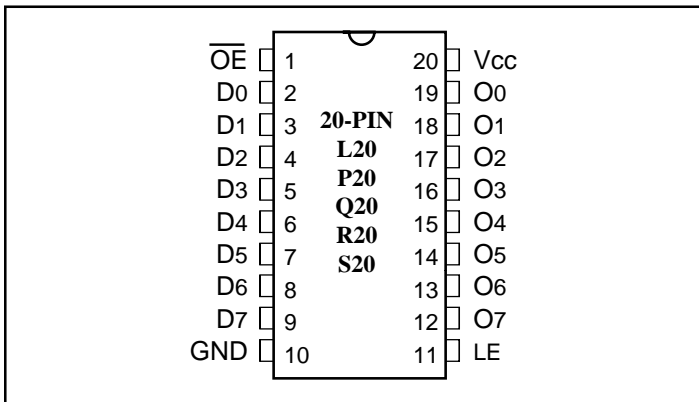 O̅E̅ 1 20 Vcc
D0 2 19 O0
D1 3 20-PIN 18 O1
D2 4 L20 17 O2
D3 5 P20 16 O3
D4 6 Q20 15 O4
D5 7 R20 14 O5
D6 8 S20 13 O6
D7 9 12 O7
GND 10 11 LE